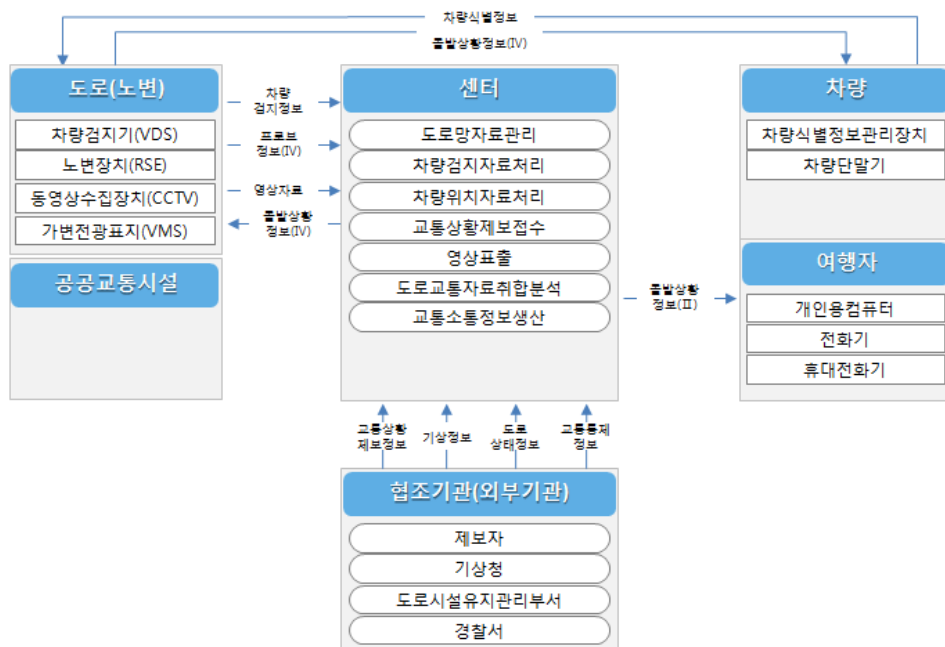 차량식별정보
돌발상황정보(IV)
도로(노변)
차량검지기(VDS)
노변장치(RSE)
동영상수집장치(CCTV)
가변전광표지(VMS)
공공교통시설
차량
검지정보
프로브
정보(IV)
영상자료
돌발상황
정보(IV)
센터
도로망자료관리
차량검지자료처리
차량위치자료처리
교통상황제보접수
영상표출
도로교통자료취합분석
교통소통정보생산
돌발상황
정보(II)
차량
차량식별정보관리장치
차량단말기
여행자
개인용컴퓨터
전화기
휴대전화기
교통상황
제보정보
기상정보
도로
상태정보
교통통제
정보
협조기관(외부기관)
제보자
기상청
도로시설유지관리부서
경찰서